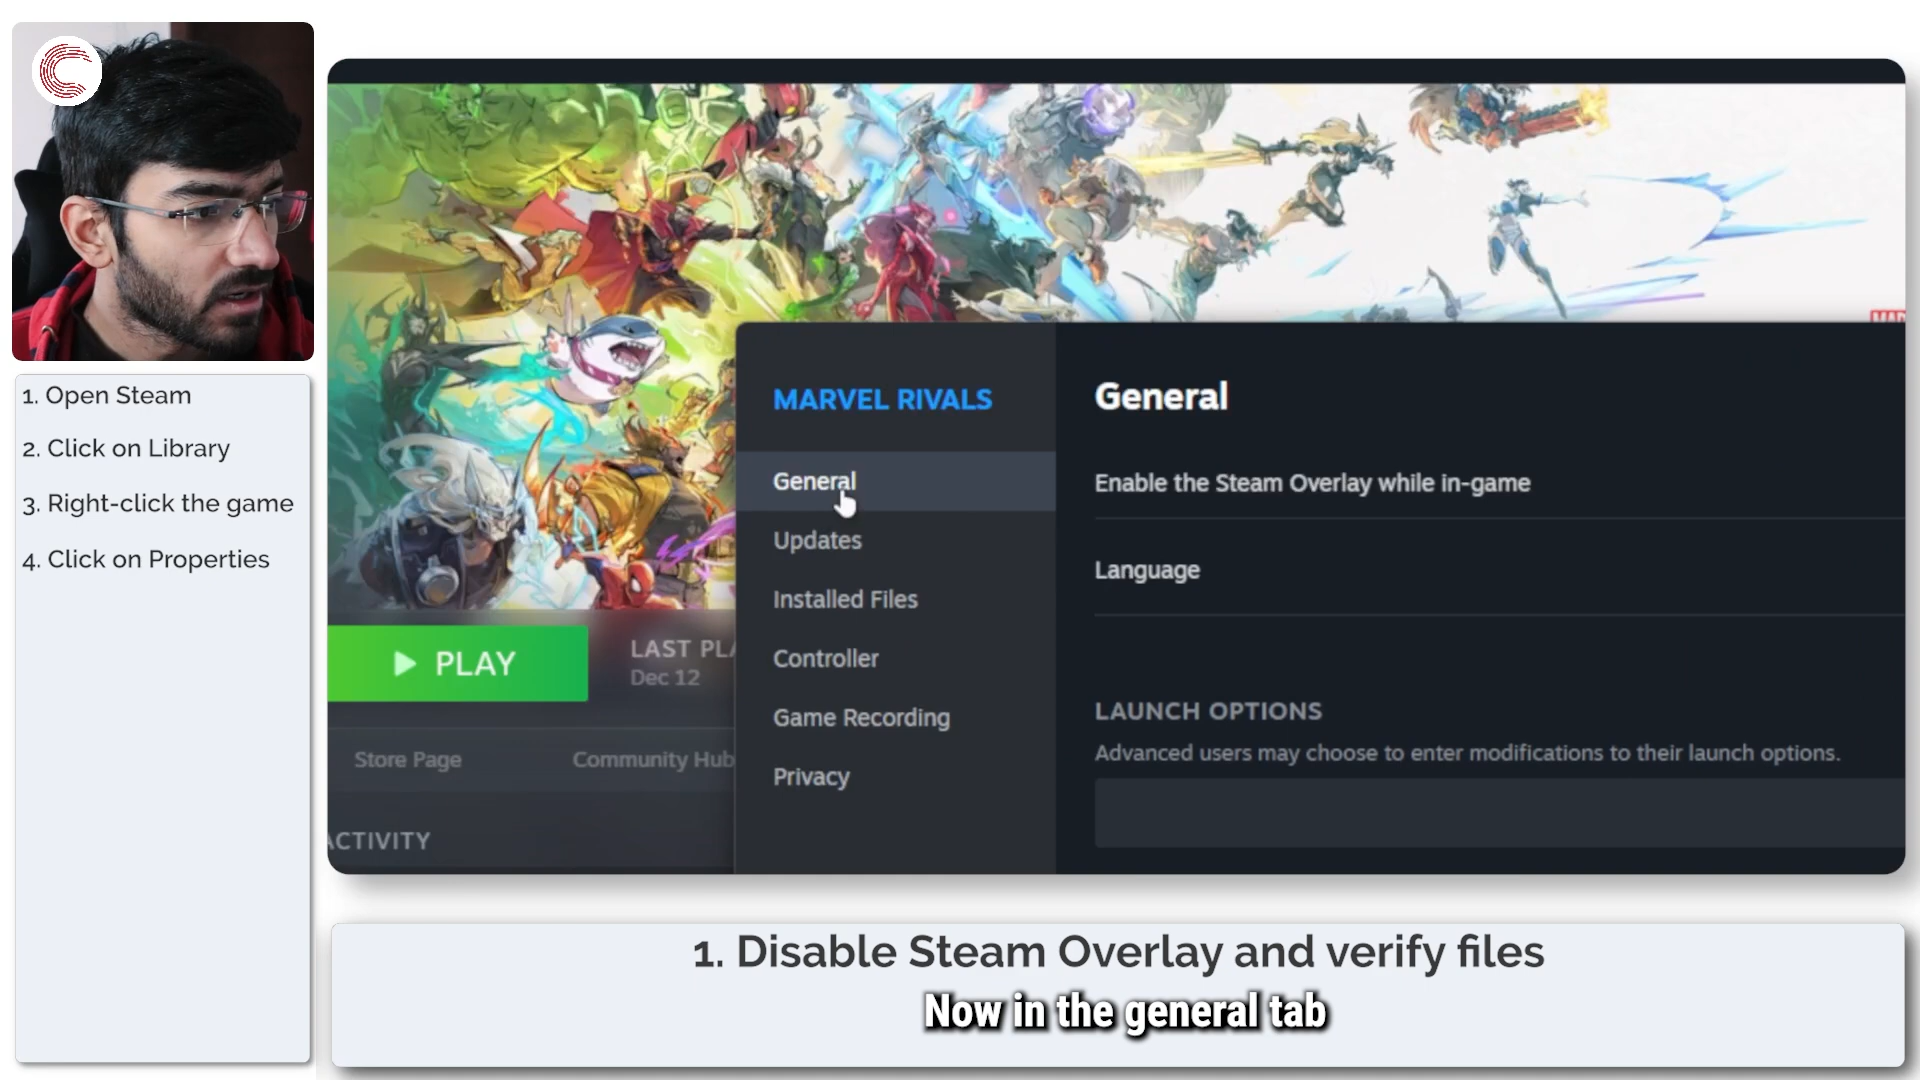 1. Open Steam
2. Click on Library
3. Right-click the game
4. Click on Properties
MARVEL RIVALS
General
Updates
Installed Files
Controller
Game Recording
Privacy
General
Enable the Steam Overlay while in-game
Language
LAUNCH OPTIONS
Advanced users may choose to enter modifications to their launch options.
PLAY
LAST PLA
Dec 12
Store Page
Community Hub
ACTIVITY
1. Disable Steam Overlay and verify files
Now in the general tab